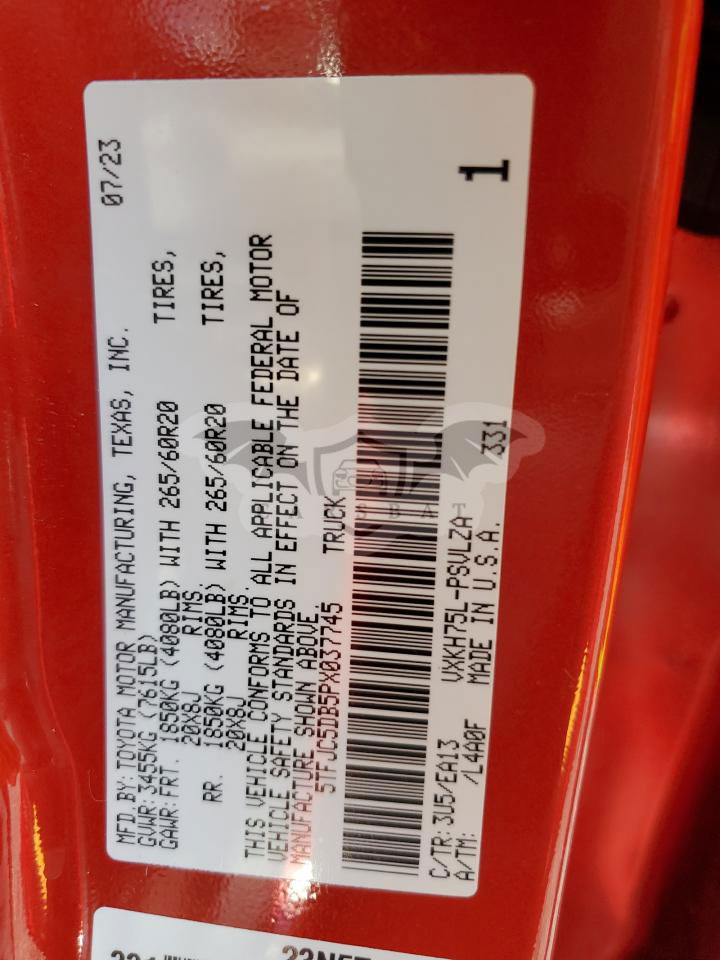 07/23
MFD. BY: TOYOTA MOTOR MANUFACTURING, TEXAS, INC.
GVWR: 3455KG (7615LB)
GAWR: FRT. 1850KG (4080LB) WITH 265/60R20 TIRES,
20X8J RIMS
RR. 1850KG (4080LB) WITH 265/60R20 TIRES,
20X8J RIMS.
THIS VEHICLE CONFORMS TO ALL APPLICABLE FEDERAL MOTOR
VEHICLE SAFETY STANDARDS IN EFFECT ON THE DATE OF
MANUFACTURE SHOWN ABOVE.
5TFJC5DB5PX037745 TRUCK
1
C/TR: 3U5/EA13 VXKH75L-PSVLZA 331
A/TM: /L4A0F MADE IN U.S.A.